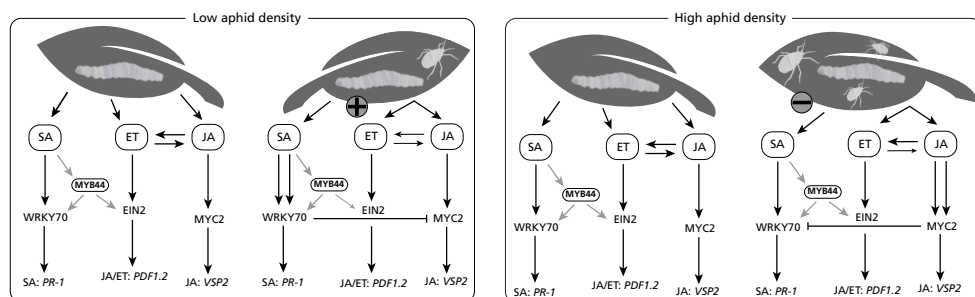 Low aphid density
SA
ET
JA
MYB44
WRKY70
EIN2
MYC2
SA: PR-1
JA/ET: PDF1.2
JA: VSP2
+
SA
ET
JA
MYB44
WRKY70
EIN2
MYC2
SA: PR-1
JA/ET: PDF1.2
JA: VSP2
High aphid density
SA
ET
JA
MYB44
WRKY70
EIN2
MYC2
SA: PR-1
JA/ET: PDF1.2
JA: VSP2
−
SA
ET
JA
MYB44
WRKY70
EIN2
MYC2
SA: PR-1
JA/ET: PDF1.2
JA: VSP2